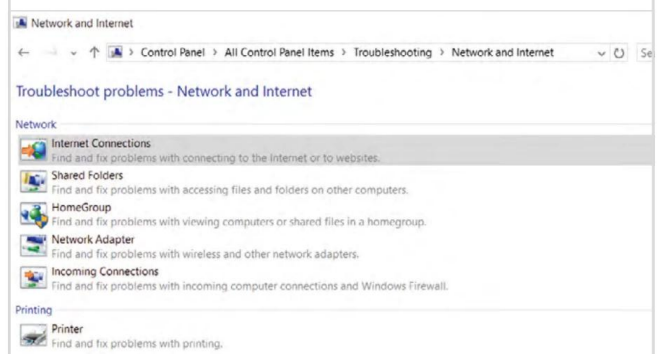 Network and Internet
Control Panel > All Control Panel Items > Troubleshooting > Network and Internet
Se
Troubleshoot problems - Network and Internet
Network
Internet Connections
Find and fix problems with connecting to the Internet or to websites.
Shared Folders
Find and fix problems with accessing files and folders on other computers.
HomeGroup
Find and fix problems with viewing computers or shared files in a homegroup.
Network Adapter
Find and fix problems with wireless and other network adapters.
Incoming Connections
Find and fix problems with incoming computer connections and Windows Firewall.
Printing
Printer
Find and fix problems with printing.